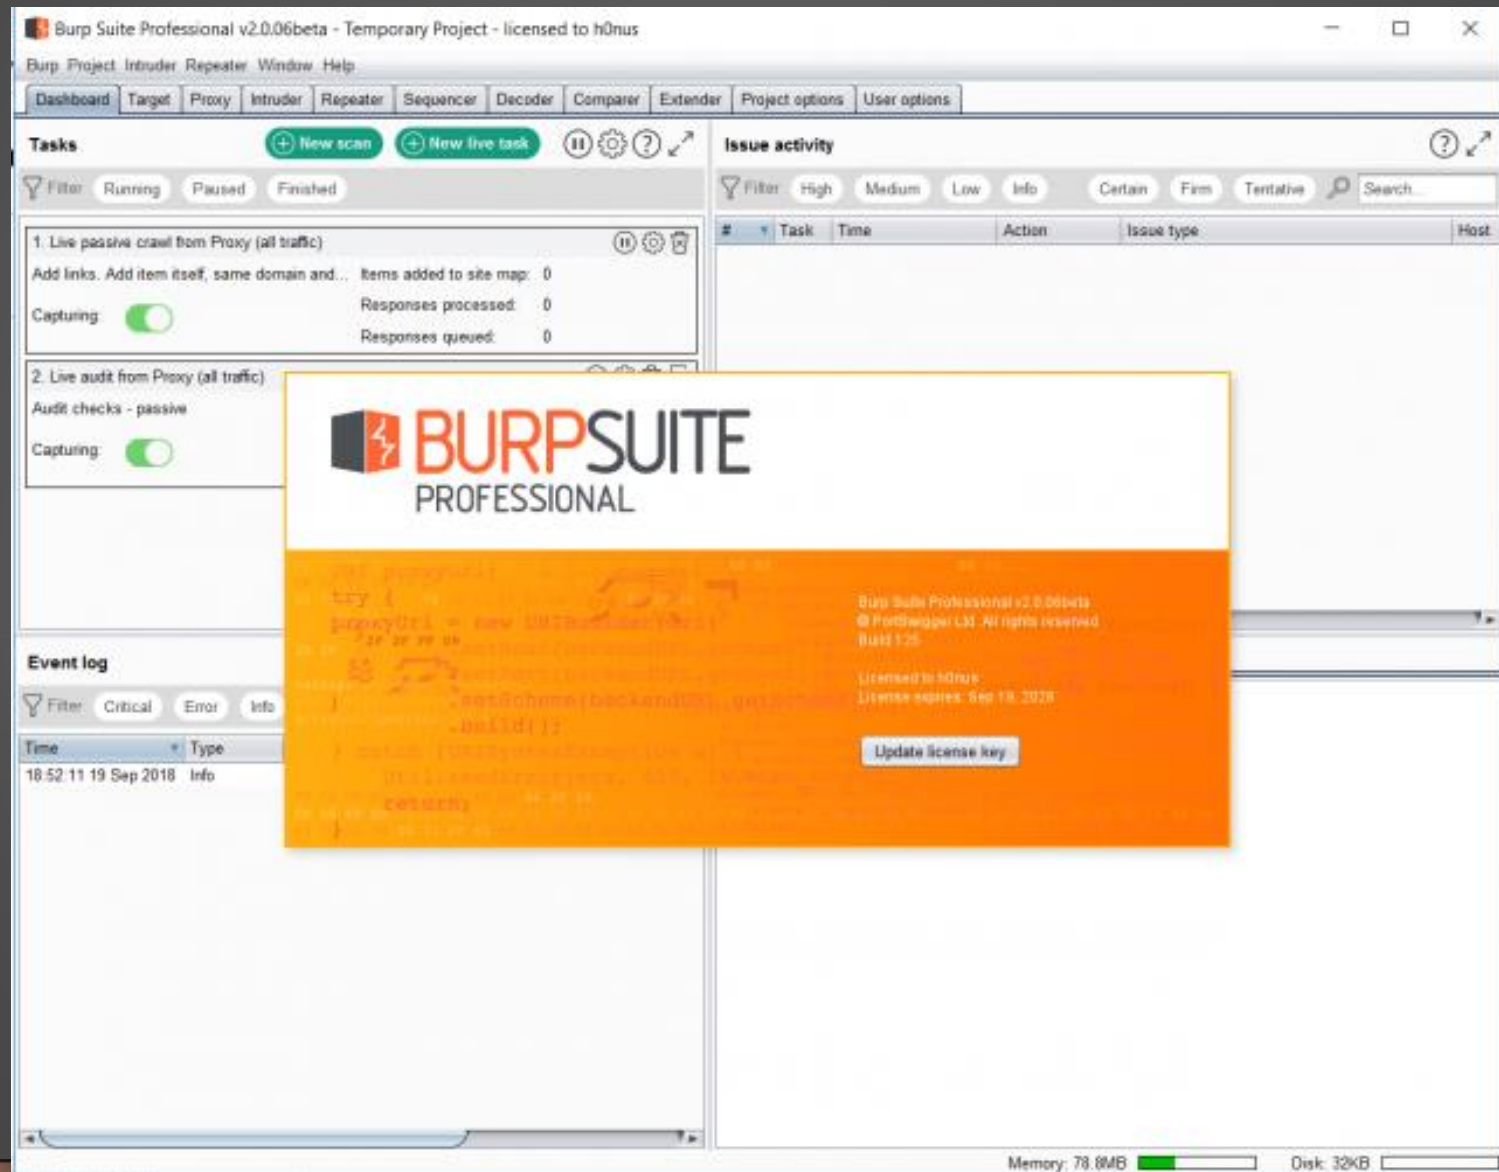 Burp Suite Professional v2.0.06beta - Temporary Project - licensed to h0nus
Burp Project Intruder Repeater Window Help
Dashboard Target Proxy Intruder Repeater Sequencer Decoder Comparer Extender Project options User options
Tasks
New scan
New live task
Filter Running Paused Finished
1. Live passive crawl from Proxy (all traffic)
Add links. Add item itself, same domain and... Items added to site map: 0
Responses processed: 0
Capturing:
Responses queued: 0
2. Live audit from Proxy (all traffic)
Audit checks - passive
Capturing:
Issue activity
Filter High Medium Low Info Certain Firm Tentative Search...
# Task Time Action Issue type Host
BURPSUITE
PROFESSIONAL
try {
return;
}
Burp Suite Professional v2.0.06beta
© PortSwigger Ltd. All rights reserved
Build 125
Licensed to h0nus
License expires: Sep 19, 2028
Update license key
Event log
Filter Critical Error Info
Time Type
18:52:11 19 Sep 2018 Info
Memory: 78.8MB Disk: 32KB